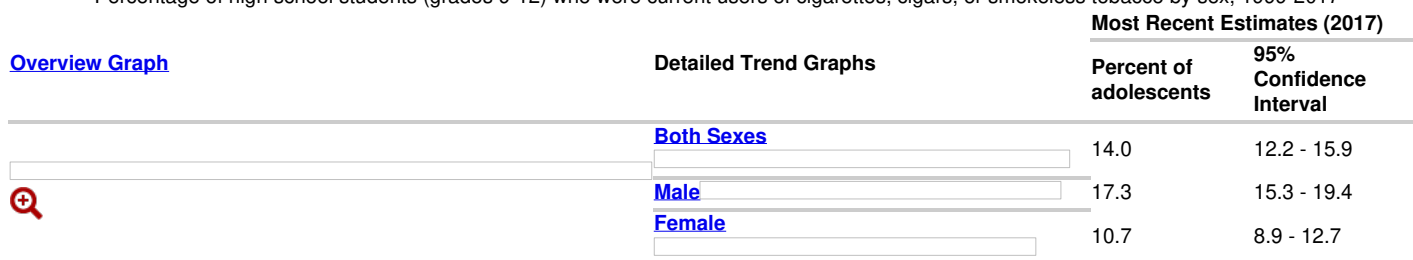 Percentage of high school students (grades 9-12) who were current users of cigarettes, cigars, or smokeless tobacco by sex, 1999-2017
Most Recent Estimates (2017)
Overview Graph
Detailed Trend Graphs
Percent of
adolescents
95%
Confidence
Interval
Both Sexes
14.0
12.2 - 15.9
Male
17.3
15.3 - 19.4
Female
10.7
8.9 - 12.7